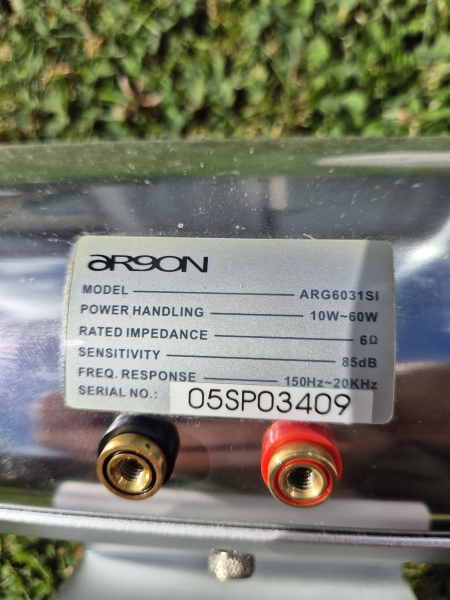 aRGON
MODEL ARG6031SI
POWER HANDLING 10W~60W
RATED IMPEDANCE 6Ω
SENSITIVITY 85dB
FREQ. RESPONSE 150Hz~20KHz
SERIAL NO.: 05SP03409